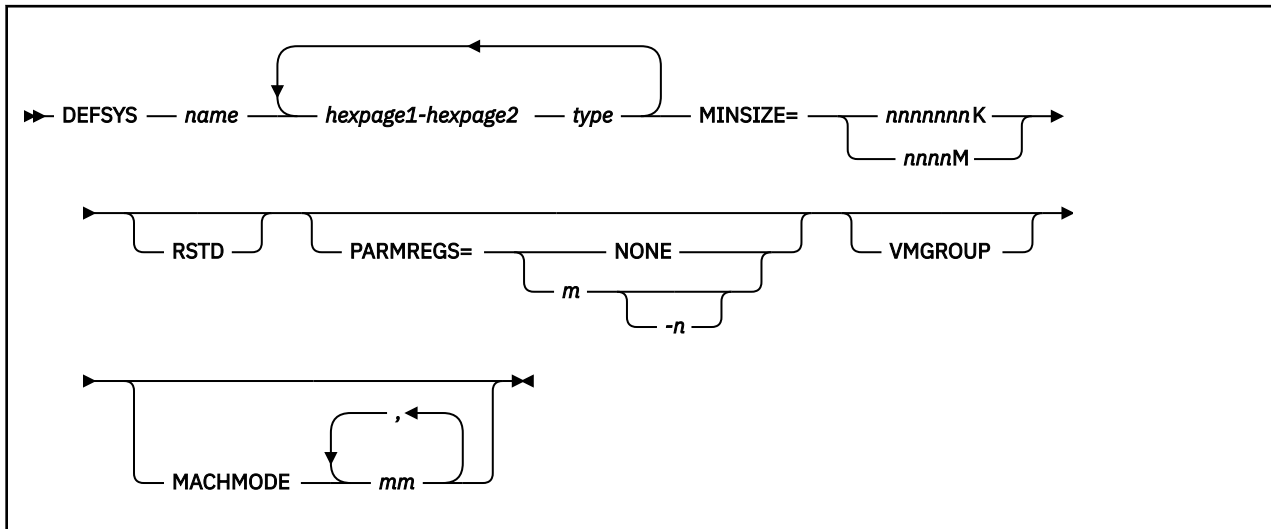 DEFSYS name hexpage1-hexpage2 type MINSIZE= nnnnnnnK
nnnnM
RSTD PARMREGS= NONE VMGROUP
m
-n
,
MACHMODE mm